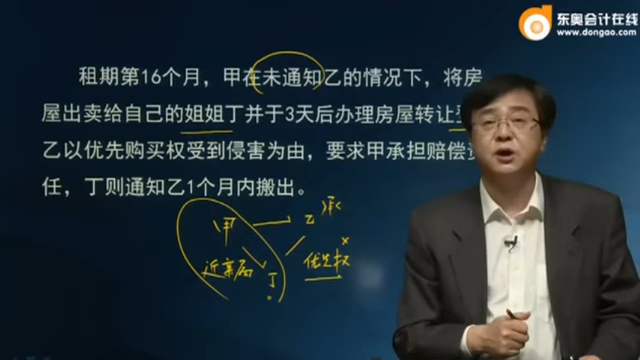 东奥会计在线
www.dongao.com
租期第16个月，甲在未通知乙的情况下，将房
屋出卖给自己的姐姐丁并于3天后办理房屋转让
乙以优先购买权受到侵害为由，要求甲承担赔偿责
任，丁则通知乙1个月内搬出。
甲 乙 承
近亲属 丁 优先权